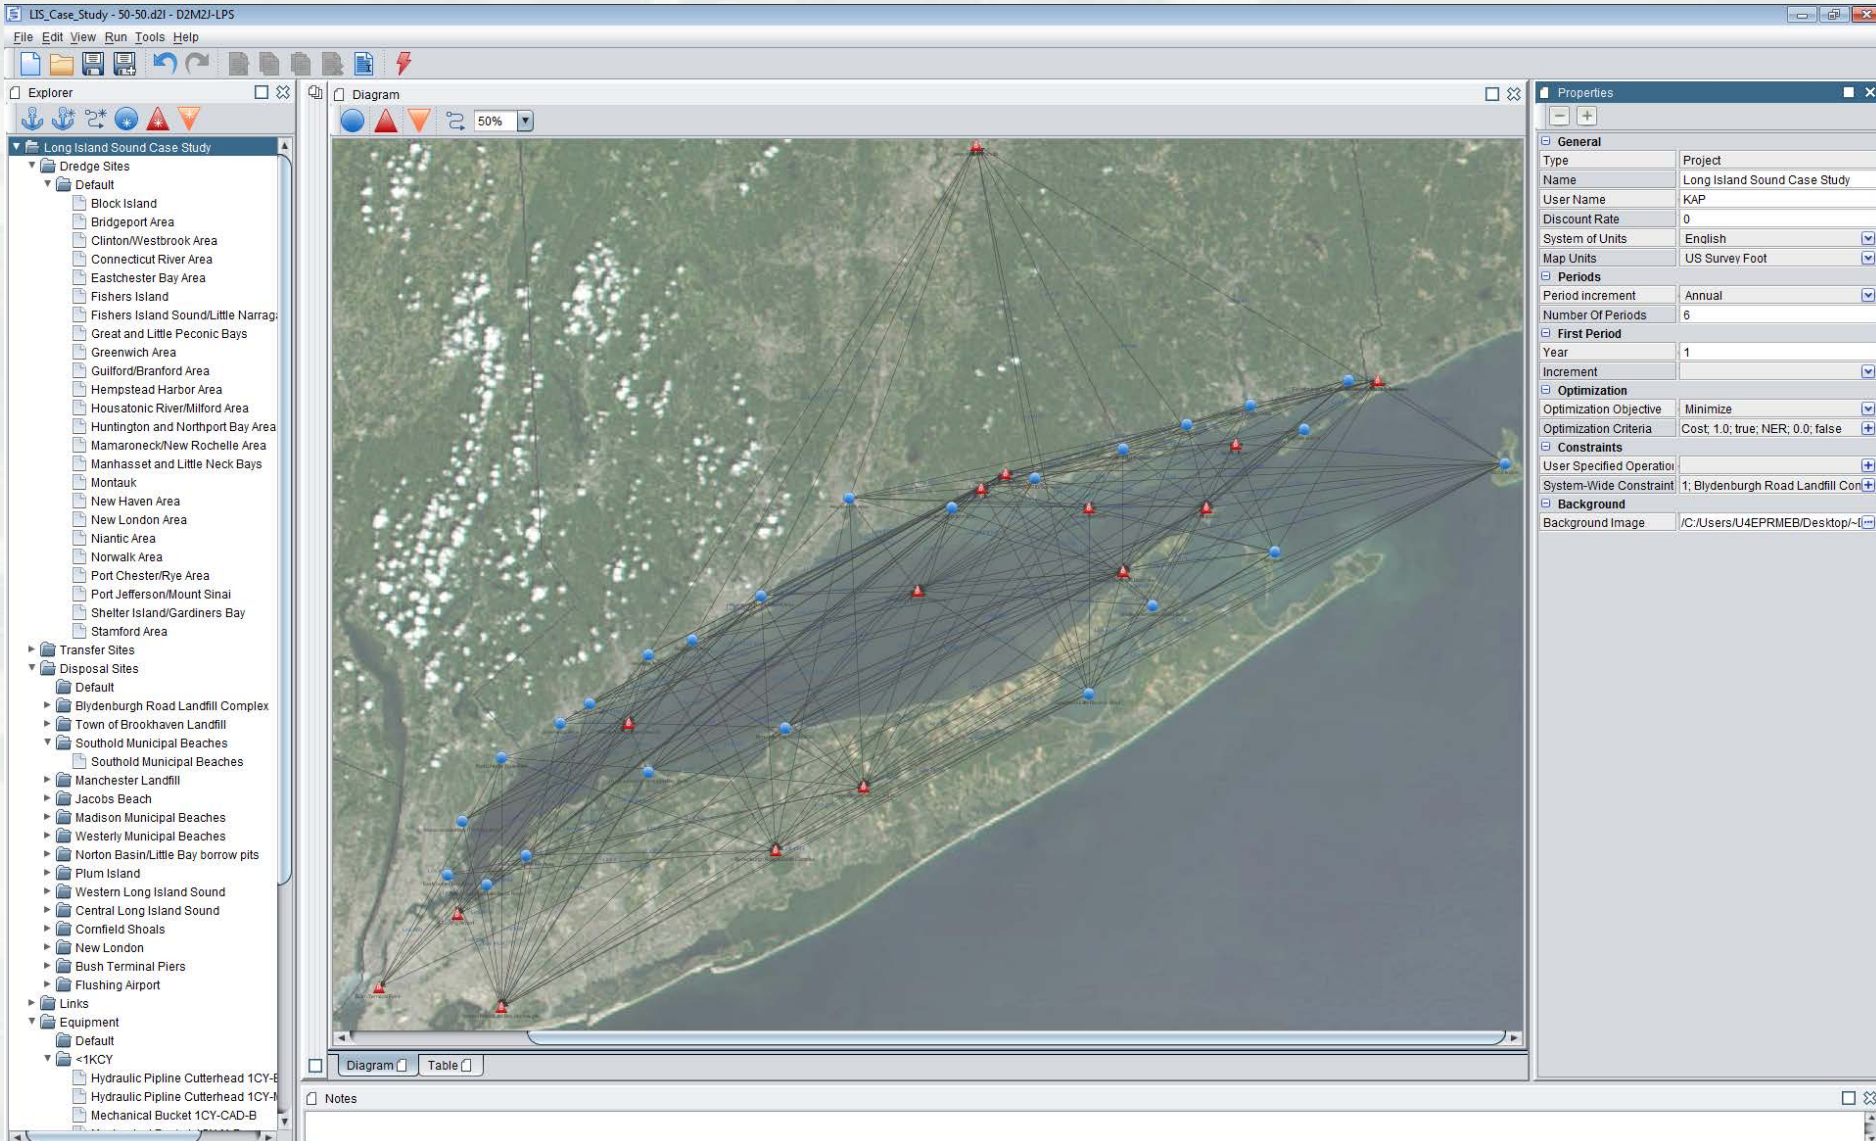 LIS_Case_Study - 50-50.d2l - D2M2J-LPS
File Edit View Run Tools Help
Explorer
Long Island Sound Case Study
Dredge Sites
Default
Block Island
Bridgeport Area
Clinton/Westbrook Area
Connecticut River Area
Eastchester Bay Area
Fishers Island
Fishers Island Sound/Little Narrag
Great and Little Peconic Bays
Greenwich Area
Guilford/Branford Area
Hempstead Harbor Area
Housatonic River/Milford Area
Huntington and Northport Bay Area
Mamaroneck/New Rochelle Area
Manhasset and Little Neck Bays
Montauk
New Haven Area
New London Area
Niantic Area
Norwalk Area
Port Chester/Rye Area
Port Jefferson/Mount Sinai
Shelter Island/Gardiners Bay
Stamford Area
Transfer Sites
Disposal Sites
Default
Blydenburgh Road Landfill Complex
Town of Brookhaven Landfill
Southold Municipal Beaches
Southold Municipal Beaches
Manchester Landfill
Jacobs Beach
Madison Municipal Beaches
Westerly Municipal Beaches
Norton Basin/Little Bay borrow pits
Plum Island
Western Long Island Sound
Central Long Island Sound
Cornfield Shoals
New London
Bush Terminal Piers
Flushing Airport
Links
Equipment
Default
<1KCY
Hydraulic Pipline Cutterhead 1CY-E
Hydraulic Pipline Cutterhead 1CY-M
Mechanical Bucket 1CY-CAD-B
Diagram
50%
Diagram Table
Notes
Properties
General
Type Project
Name Long Island Sound Case Study
User Name KAP
Discount Rate 0
System of Units English
Map Units US Survey Foot
Periods
Period increment Annual
Number Of Periods 6
First Period
Year 1
Increment
Optimization
Optimization Objective Minimize
Optimization Criteria Cost; 1.0; true; NER; 0.0; false
Constraints
User Specified Operation
System-Wide Constraint 1; Blydenburgh Road Landfill Con
Background
Background Image /C:/Users/U4EPRMEB/Desktop/~